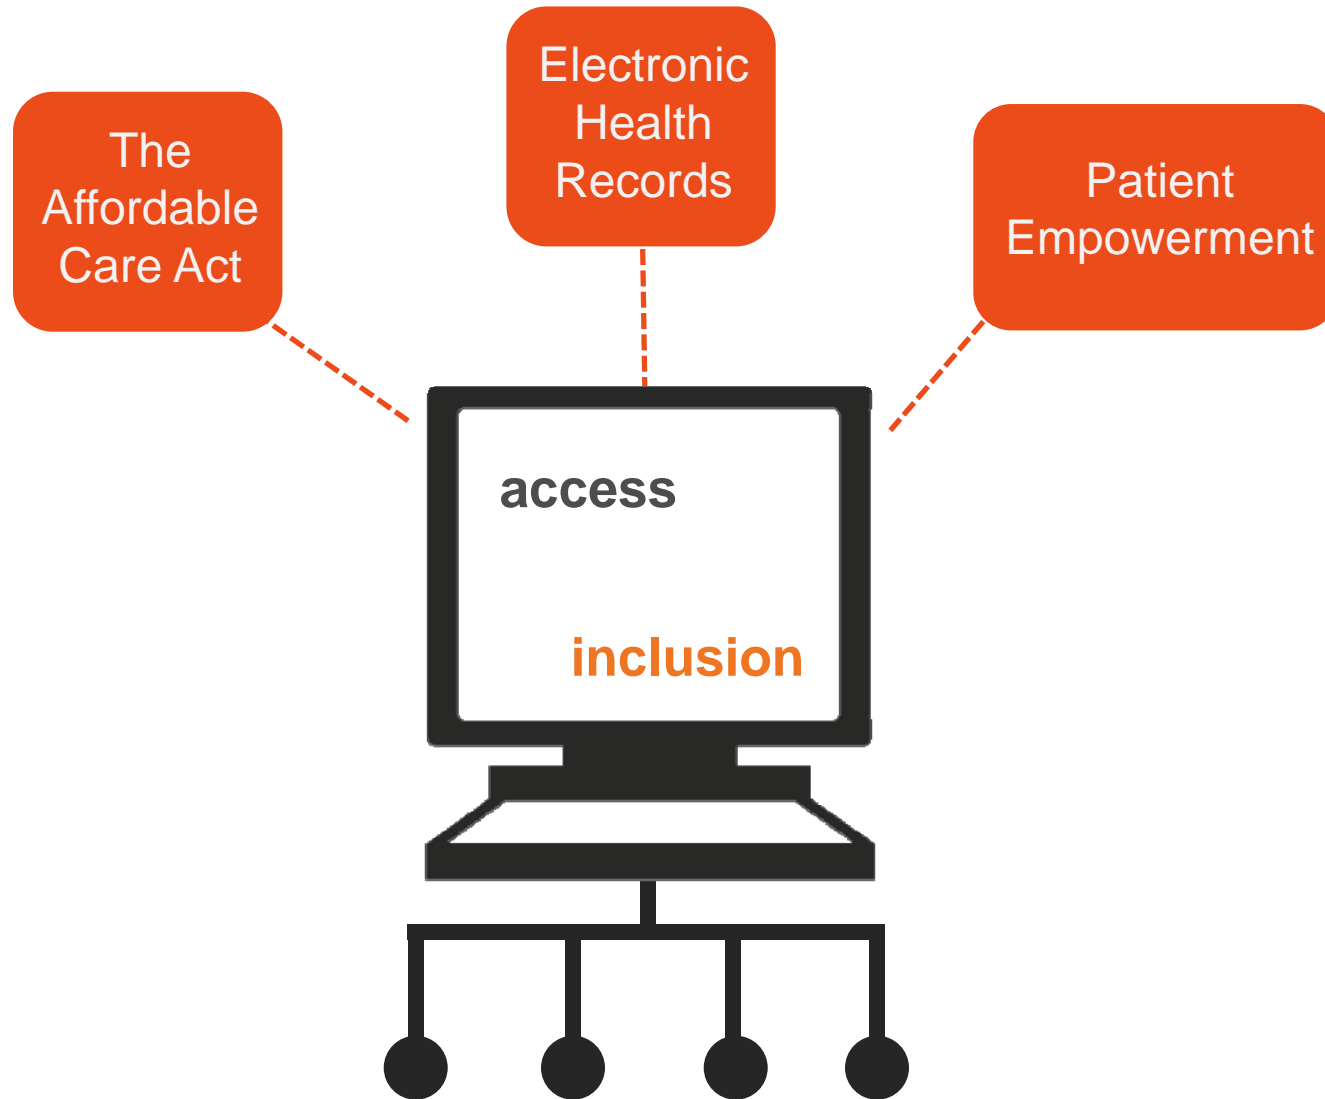 The
Affordable
Care Act
Electronic
Health
Records
Patient
Empowerment
access
inclusion